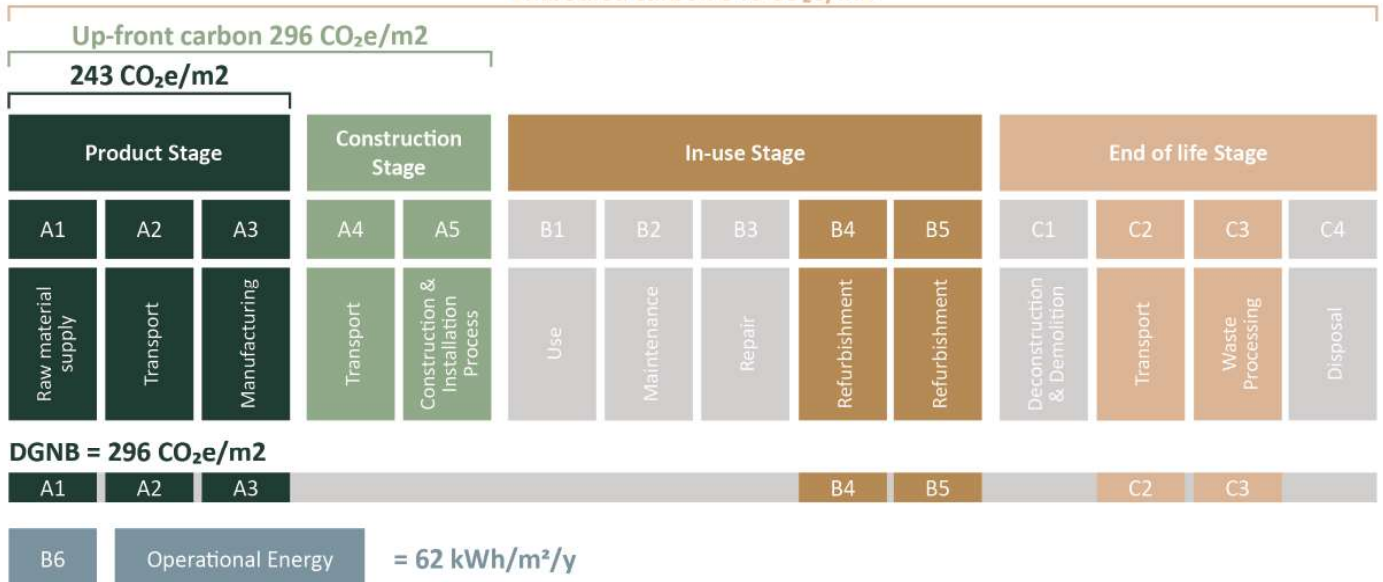 Up-front carbon 296 CO₂e/m2
243 CO₂e/m2
Product Stage
Construction
Stage
In-use Stage
End of life Stage
A1 A2 A3 A4 A5 B1 B2 B3 B4 B5 C1 C2 C3 C4
Raw material
supply
Transport
Manufacturing
Transport
Construction &
Installation
Process
Use
Maintenance
Repair
Refurbishment
Refurbishment
Deconstruction
& Demolition
Transport
Waste
Processing
Disposal
DGNB = 296 CO₂e/m2
A1 A2 A3 B4 B5 C2 C3
B6 Operational Energy = 62 kWh/m²/y